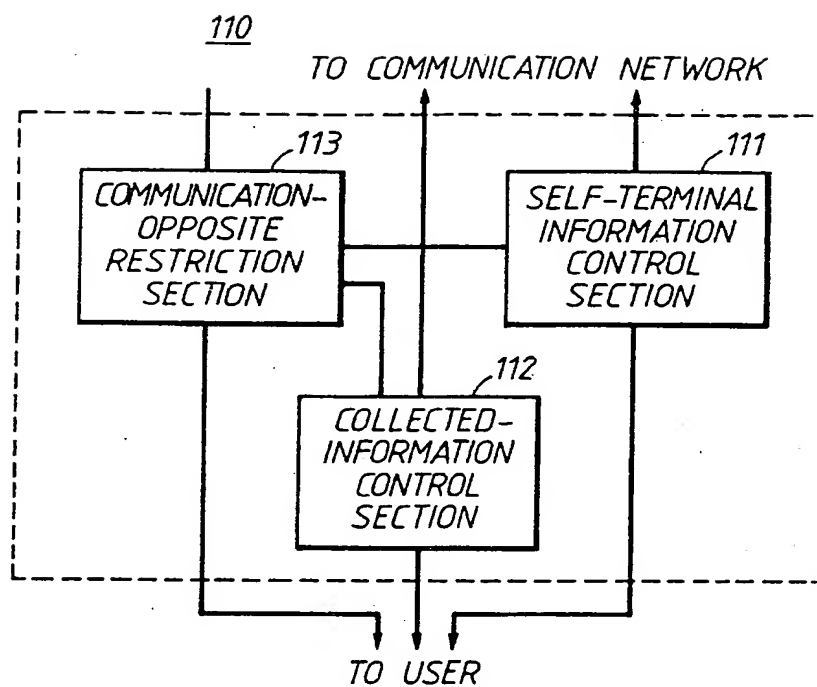 110
TO COMMUNICATION NETWORK
113
111
COMMUNICATION-
OPPOSITE
RESTRICTION
SECTION
SELF-TERMINAL
INFORMATION
CONTROL
SECTION
112
COLLECTED-
INFORMATION
CONTROL
SECTION
TO USER